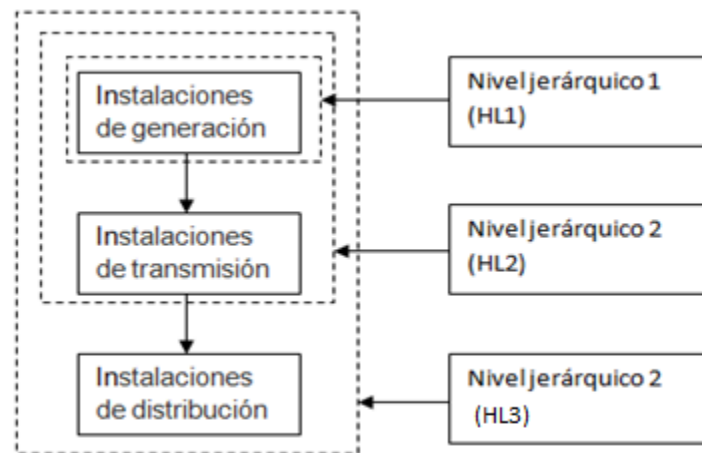 Instalaciones
de generación
Nivel jerárquico 1
(HL1)
Instalaciones
de transmisión
Nivel jerárquico 2
(HL2)
Instalaciones
de distribución
Nivel jerárquico 2
(HL3)